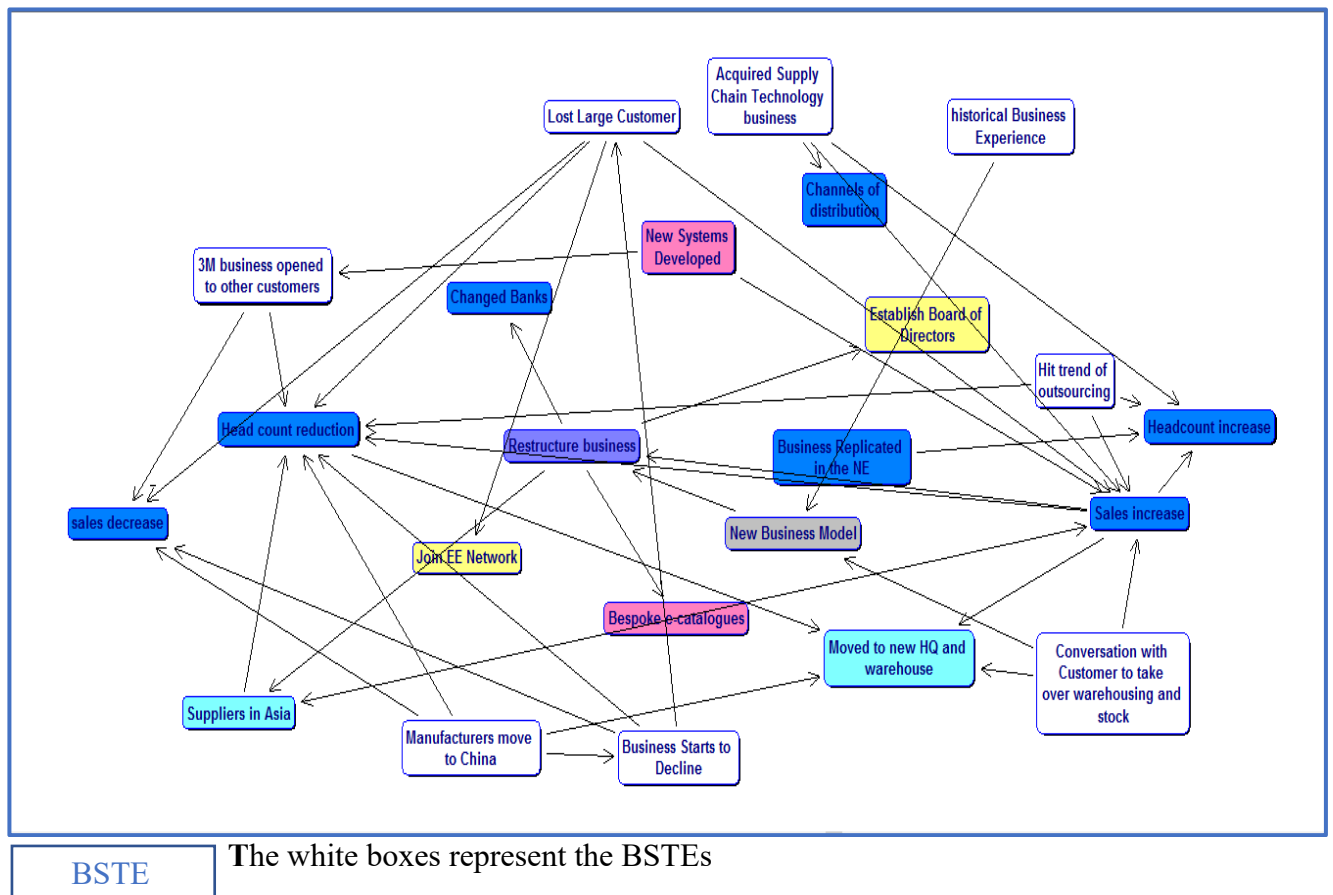 Acquired Supply
Chain Technology
business
Lost Large Customer
historical Business
Experience
Channels of
distribution
New Systems
Developed
3M business opened
to other customers
Changed Banks
Establish Board of
Directors
Hit trend of
outsourcing
Head count reduction
Restructure business
Business Replicated
in the NE
Headcount increase
sales decrease
Sales increase
New Business Model
Join EE Network
Bespoke e-catalogues
Moved to new HQ and
warehouse
Conversation with
Customer to take
over warehousing and
stock
Suppliers in Asia
Manufacturers move
to China
Business Starts to
Decline
BSTE
The white boxes represent the BSTEs